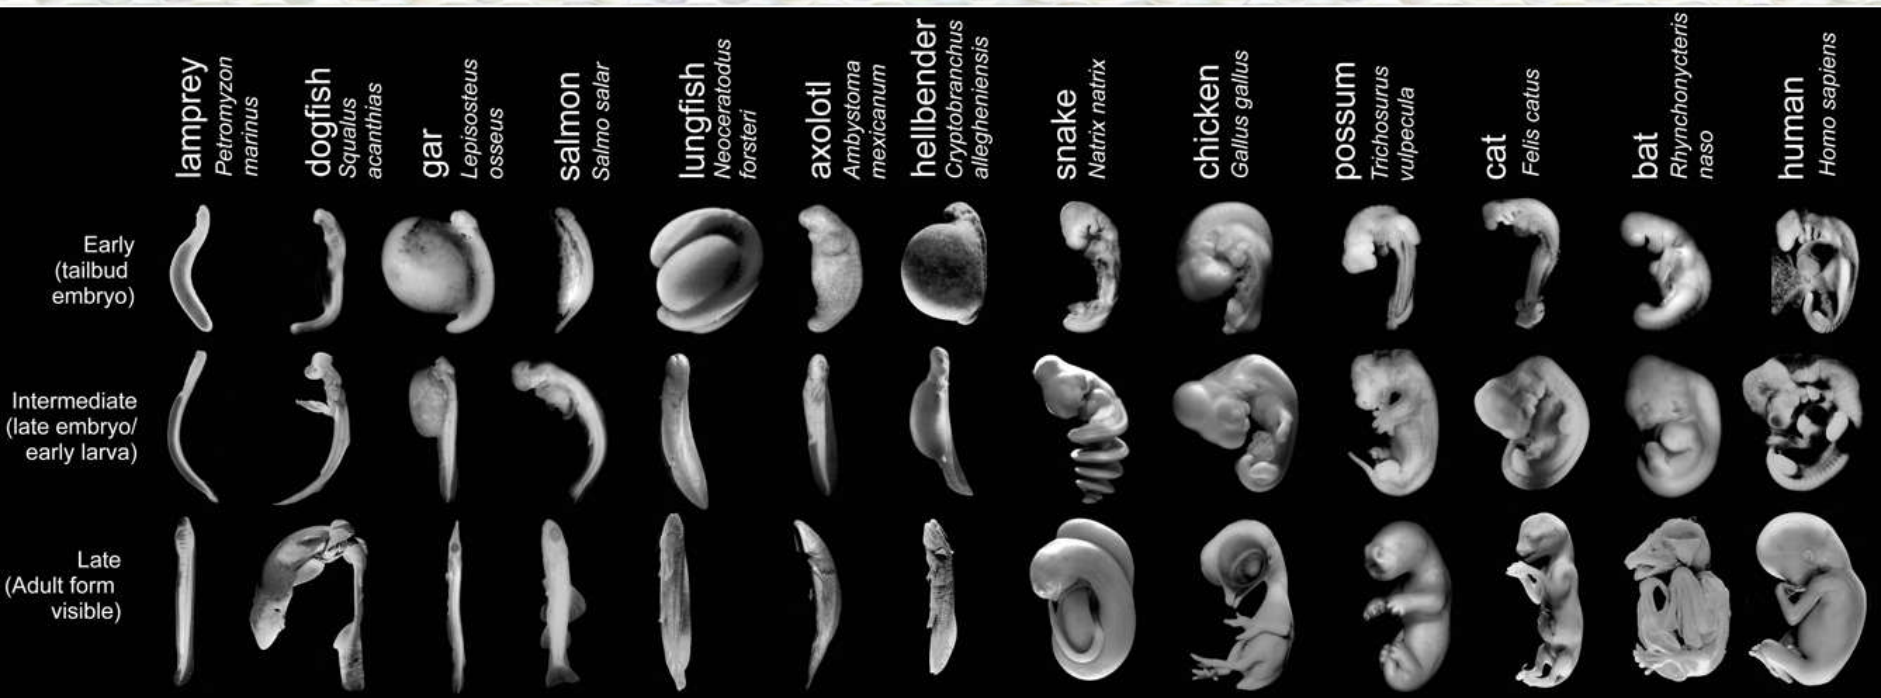 lamprey
Petromyzon
marinus
dogfish
Squalus
acanthias
gar
Lepisosteus
osseus
salmon
Salmo salar
lungfish
Neoceratodus
forsteri
axolotl
Ambystoma
mexicanum
hellbender
Cryptobranchus
allegheniensis
snake
Natrix natrix
chicken
Gallus gallus
possum
Trichosurus
vulpecula
cat
Felis catus
bat
Rhynchonycteris
naso
human
Homo sapiens
Early
(tailbud
embryo)
Intermediate
(late embryo/
early larva)
Late
(Adult form
visible)